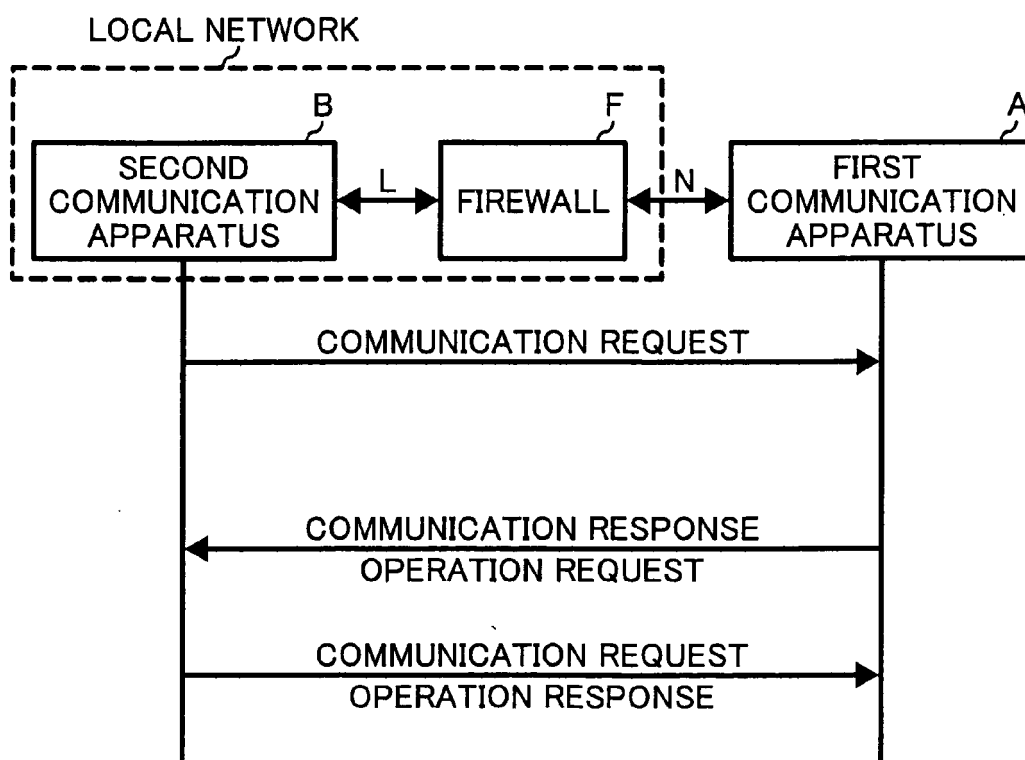 LOCAL NETWORK
B
F
A
SECOND
COMMUNICATION
APPARATUS
L
FIREWALL
N
FIRST
COMMUNICATION
APPARATUS
COMMUNICATION REQUEST
COMMUNICATION RESPONSE
OPERATION REQUEST
COMMUNICATION REQUEST
OPERATION RESPONSE